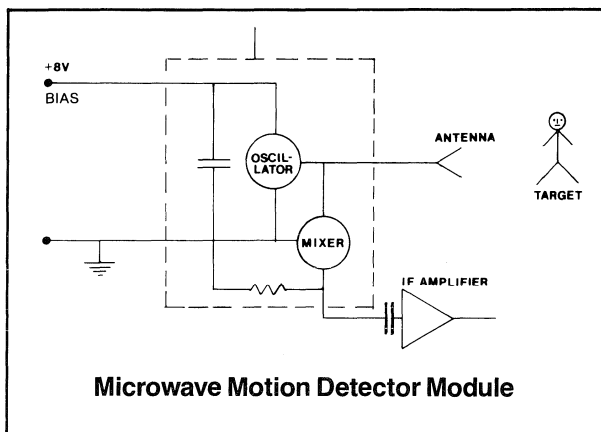 +8V
BIAS
OSCIL-
LATOR
ANTENNA
TARGET
MIXER
IF AMPLIFIER
Microwave Motion Detector Module